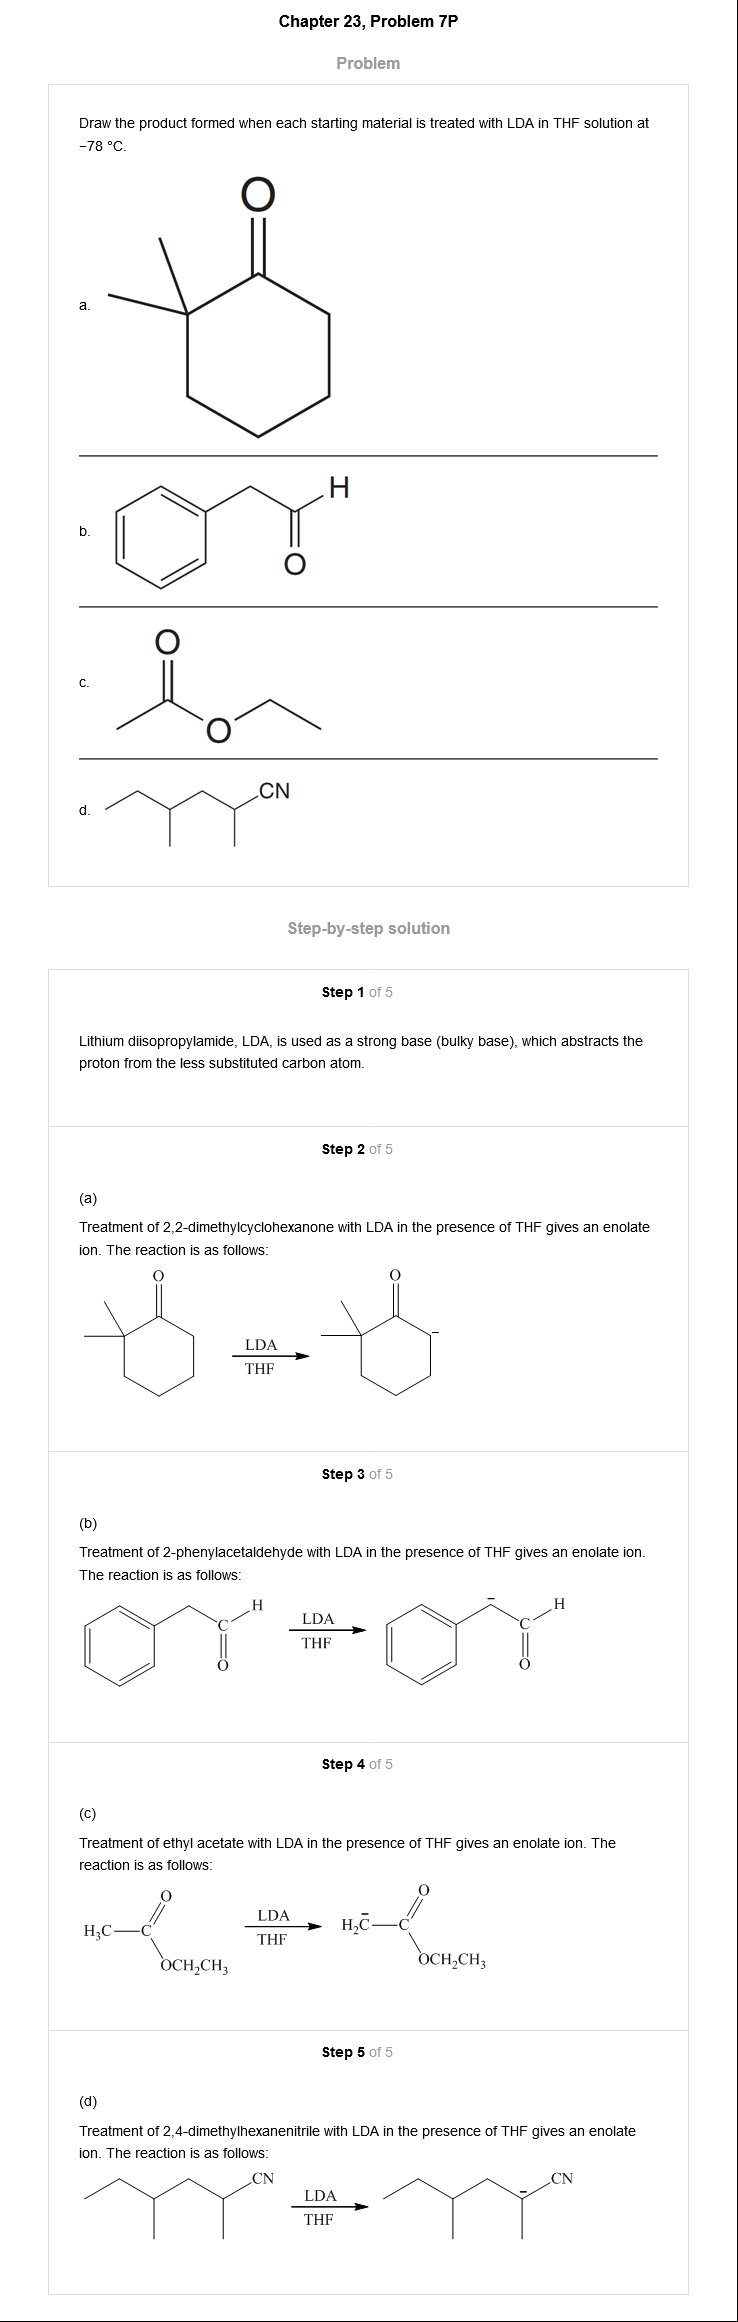 Chapter 23, Problem 7P
Problem
Draw the product formed when each starting material is treated with LDA in THF solution at
−78 °C.
O
a.
H
b.
O
O
c.
O
CN
d.
Step-by-step solution
Step 1 of 5
Lithium diisopropylamide, LDA, is used as a strong base (bulky base), which abstracts the
proton from the less substituted carbon atom.
Step 2 of 5
(a)
Treatment of 2,2-dimethylcyclohexanone with LDA in the presence of THF gives an enolate
ion. The reaction is as follows:
O O
−
LDA
THF
Step 3 of 5
(b)
Treatment of 2-phenylacetaldehyde with LDA in the presence of THF gives an enolate ion.
The reaction is as follows:
H − H
C LDA C
O THF O
Step 4 of 5
(c)
Treatment of ethyl acetate with LDA in the presence of THF gives an enolate ion. The
reaction is as follows:
O O
H₃C—C LDA H₂C̄—C
THF
OCH₂CH₃ OCH₂CH₃
Step 5 of 5
(d)
Treatment of 2,4-dimethylhexanenitrile with LDA in the presence of THF gives an enolate
ion. The reaction is as follows:
CN CN
LDA −
THF